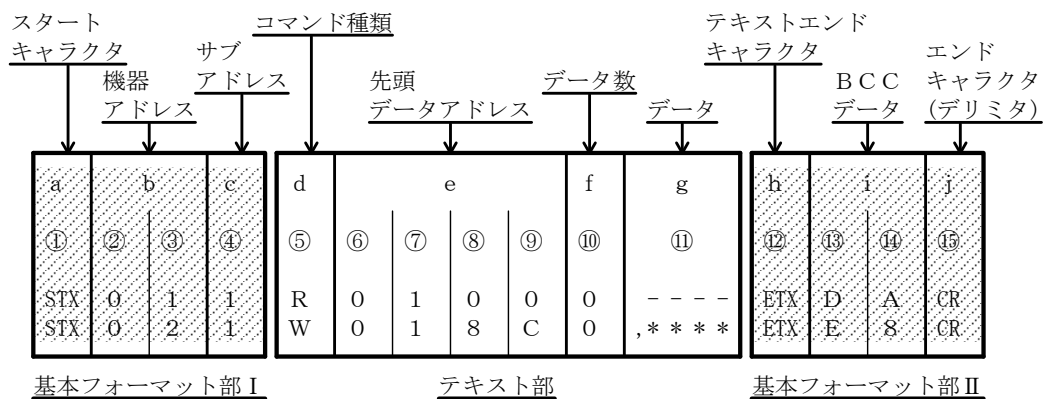 スタート
キャラクタ
機器
アドレス
サブ
アドレス
コマンド種類
先頭
データアドレス
データ数
データ
テキストエンド
キャラクタ
ＢＣＣ
データ
エンド
キャラクタ
(デリミタ)
a b c d e f g h i j
① ② ③ ④ ⑤ ⑥ ⑦ ⑧ ⑨ ⑩ ⑪ ⑫ ⑬ ⑭ ⑮
STX 0 1 1 R 0 1 0 0 0 ---- ETX D A CR
STX 0 2 1 W 0 1 8 C 0 ,**** ETX E 8 CR
基本フォーマット部Ⅰ テキスト部 基本フォーマット部Ⅱ